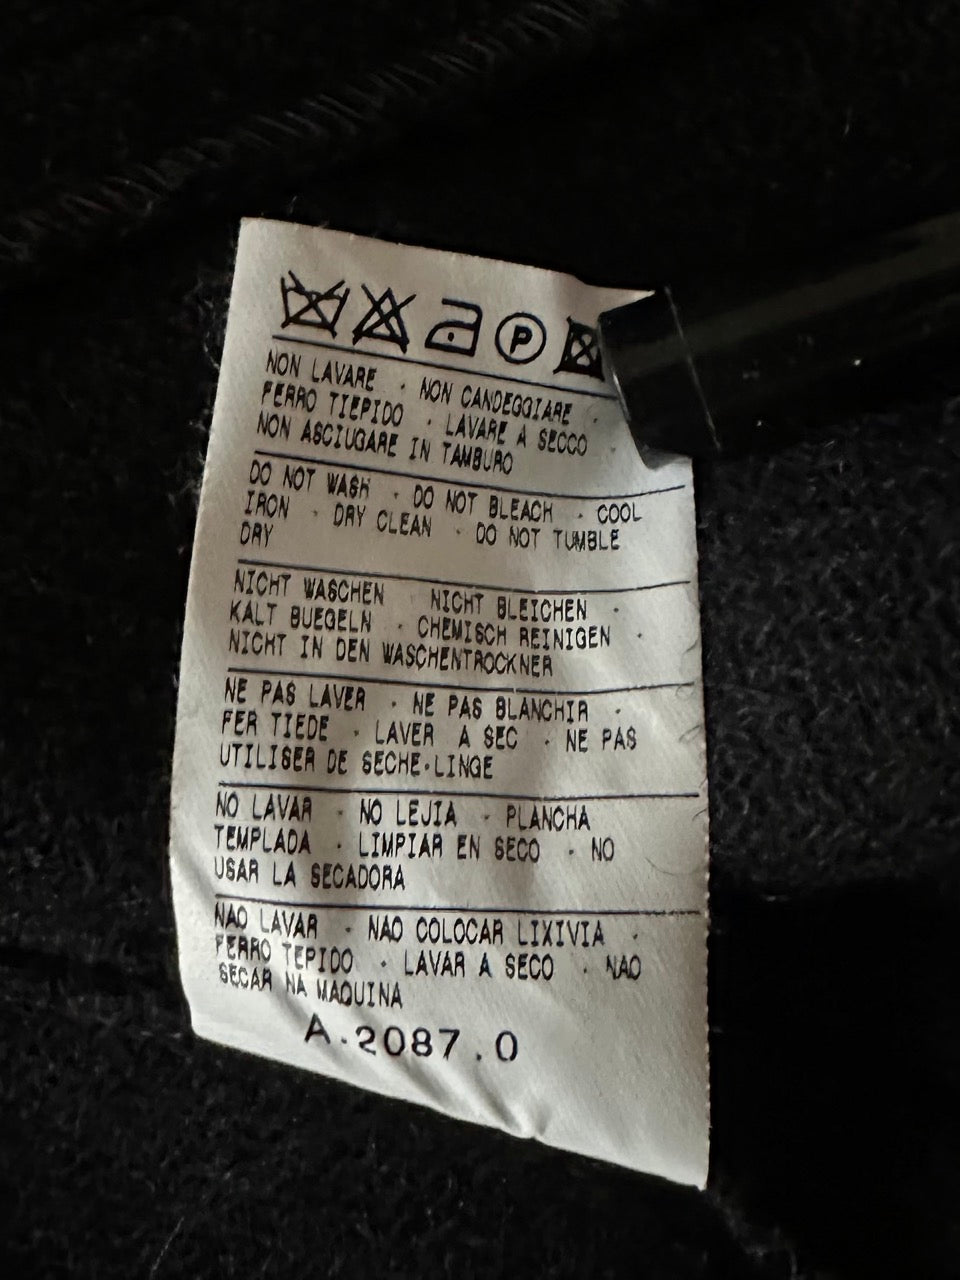 P
NON LAVARE · NON CANDEGGIARE
FERRO TIEPIDO · LAVARE A SECCO
NON ASCIUGARE IN TAMBURO
DO NOT WASH · DO NOT BLEACH · COOL
IRON · DRY CLEAN · DO NOT TUMBLE
DRY
NICHT WASCHEN NICHT BLEICHEN ·
KALT BUEGELN · CHEMISCH REINIGEN ·
NICHT IN DEN WASCHENTROCKNER
NE PAS LAVER · NE PAS BLANCHIR ·
FER TIEDE · LAVER A SEC · NE PAS
UTILISER DE SECHE-LINGE
NO LAVAR · NO LEJIA · PLANCHA
TEMPLADA · LIMPIAR EN SECO · NO
USAR LA SECADORA
NAO LAVAR · NAO COLOCAR LIXIVIA ·
FERRO TEPIDO · LAVAR A SECO · NAO
SECAR NA MAQUINA
A.2087.0